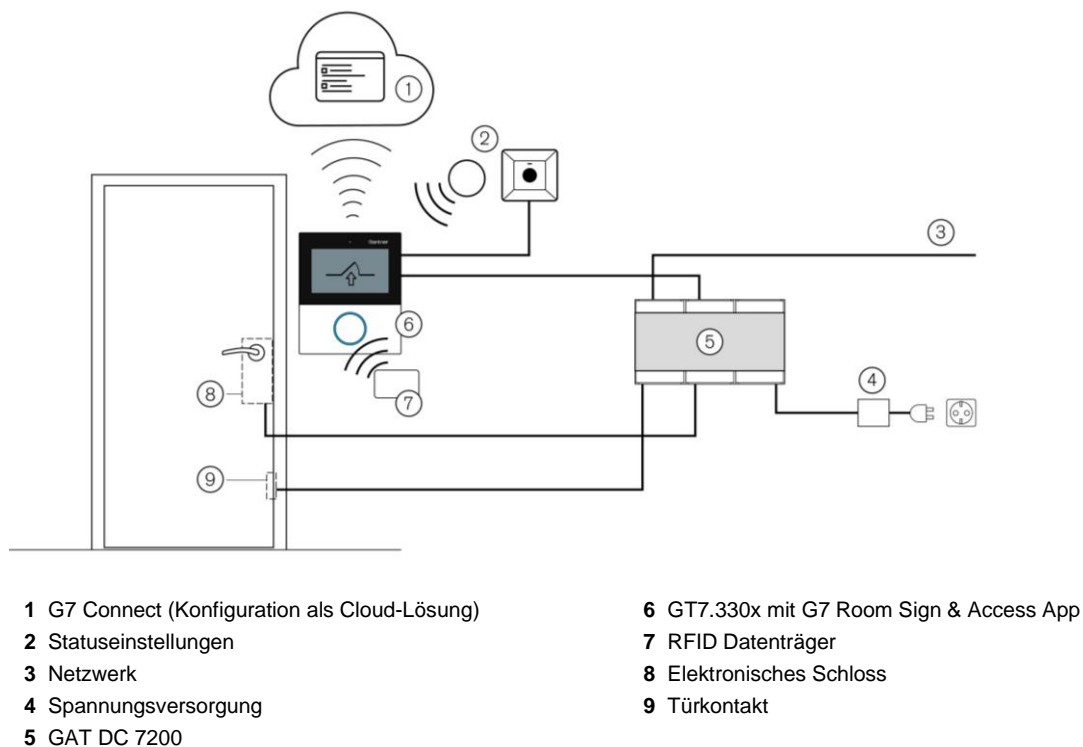 1
2
3
Gantner
6
5
4
7
8
9
1 G7 Connect (Konfiguration als Cloud-Lösung)
2 Statuseinstellungen
3 Netzwerk
4 Spannungsversorgung
5 GAT DC 7200
6 GT7.330x mit G7 Room Sign & Access App
7 RFID Datenträger
8 Elektronisches Schloss
9 Türkontakt